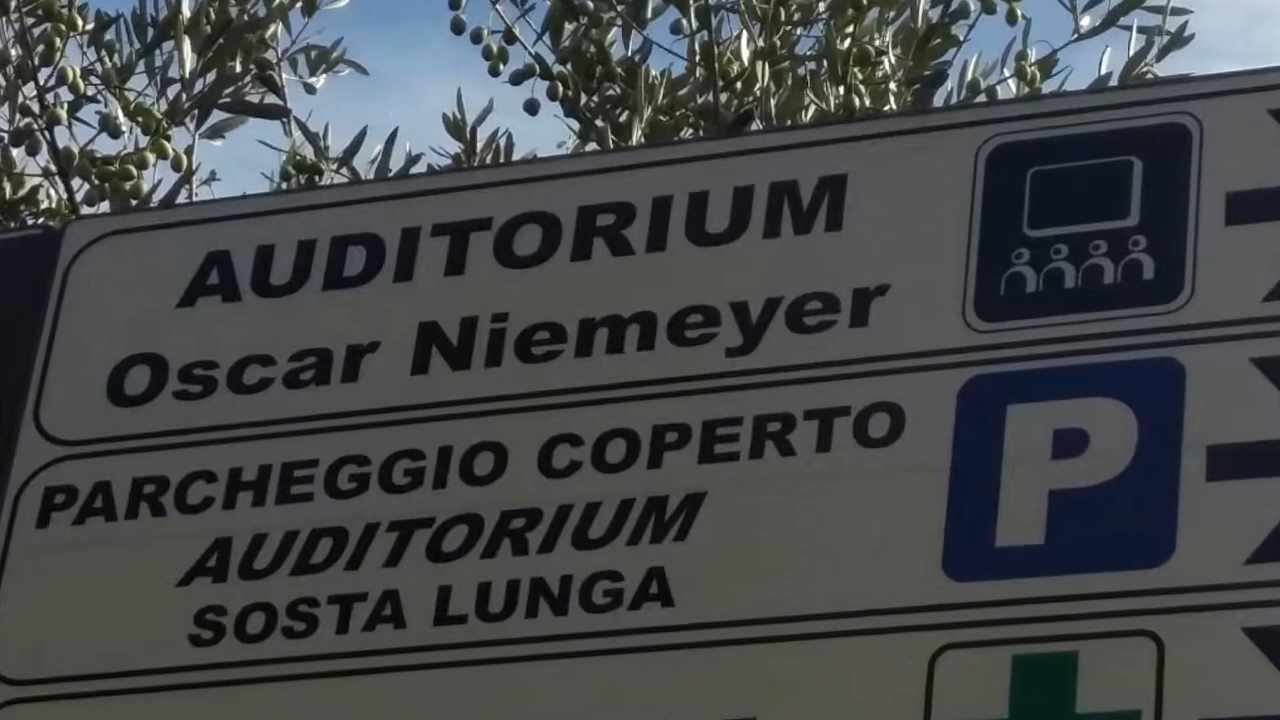 AUDITORIUM
Oscar Niemeyer
PARCHEGGIO COPERTO
AUDITORIUM
SOSTA LUNGA
P